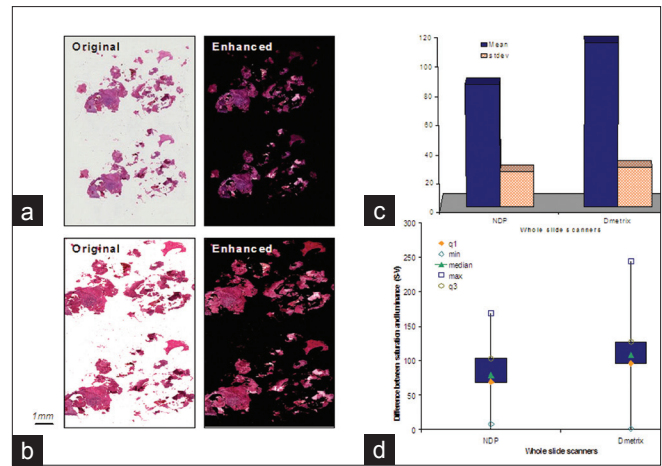 Original Enhanced
a
Original Enhanced
1mm
b
Mean
stdev
120
100
80
60
40
20
0
NDP Dmetrix
Whole slide scanners
c
q1
min
median
max
q3
Difference between saturation and luminance (S-V)
300
250
200
150
100
50
0
NDP Dmetrix
Whole slide scanners
d